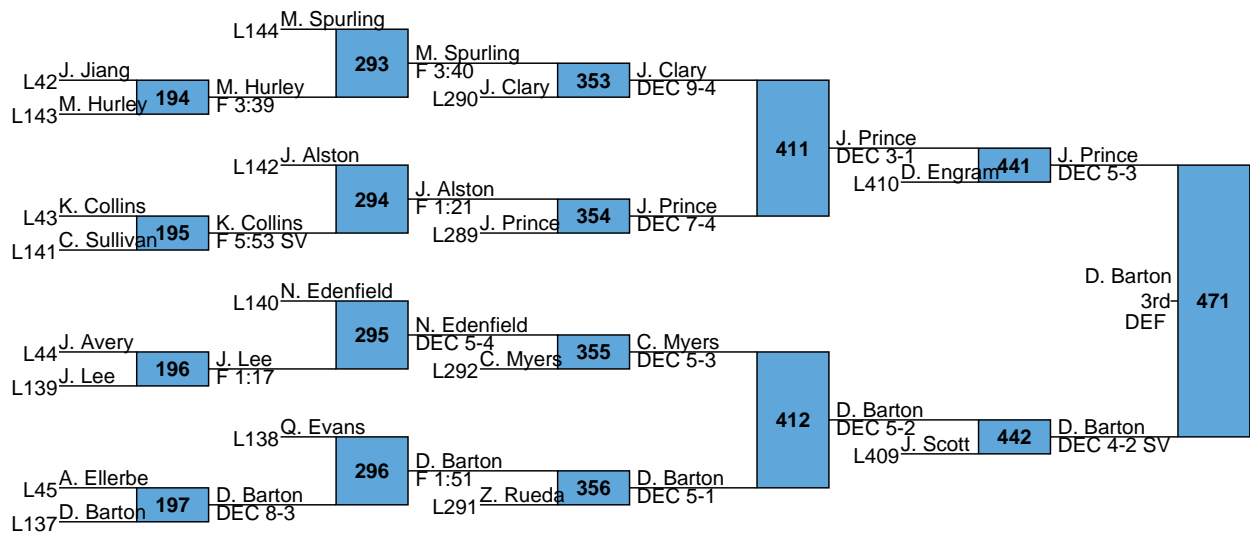 L144 M. Spurling
L42 J. Jiang
L143 M. Hurley
194
M. Hurley
F 3:39
293
M. Spurling
F 3:40
L290 J. Clary
353
J. Clary
DEC 9-4
L142 J. Alston
L43 K. Collins
L141 C. Sullivan
195
K. Collins
F 5:53 SV
294
J. Alston
F 1:21
L289 J. Prince
354
J. Prince
DEC 7-4
411
J. Prince
DEC 3-1
L410 D. Engram
441
J. Prince
DEC 5-3
L140 N. Edenfield
L44 J. Avery
L139 J. Lee
196
J. Lee
F 1:17
295
N. Edenfield
DEC 5-4
L292 C. Myers
355
C. Myers
DEC 5-3
L138 Q. Evans
L45 A. Ellerbe
L137 D. Barton
197
D. Barton
DEC 8-3
296
D. Barton
F 1:51
L291 Z. Rueda
356
D. Barton
DEC 5-1
412
D. Barton
DEC 5-2
L409 J. Scott
442
D. Barton
DEC 4-2 SV
471
D. Barton
3rd
DEF